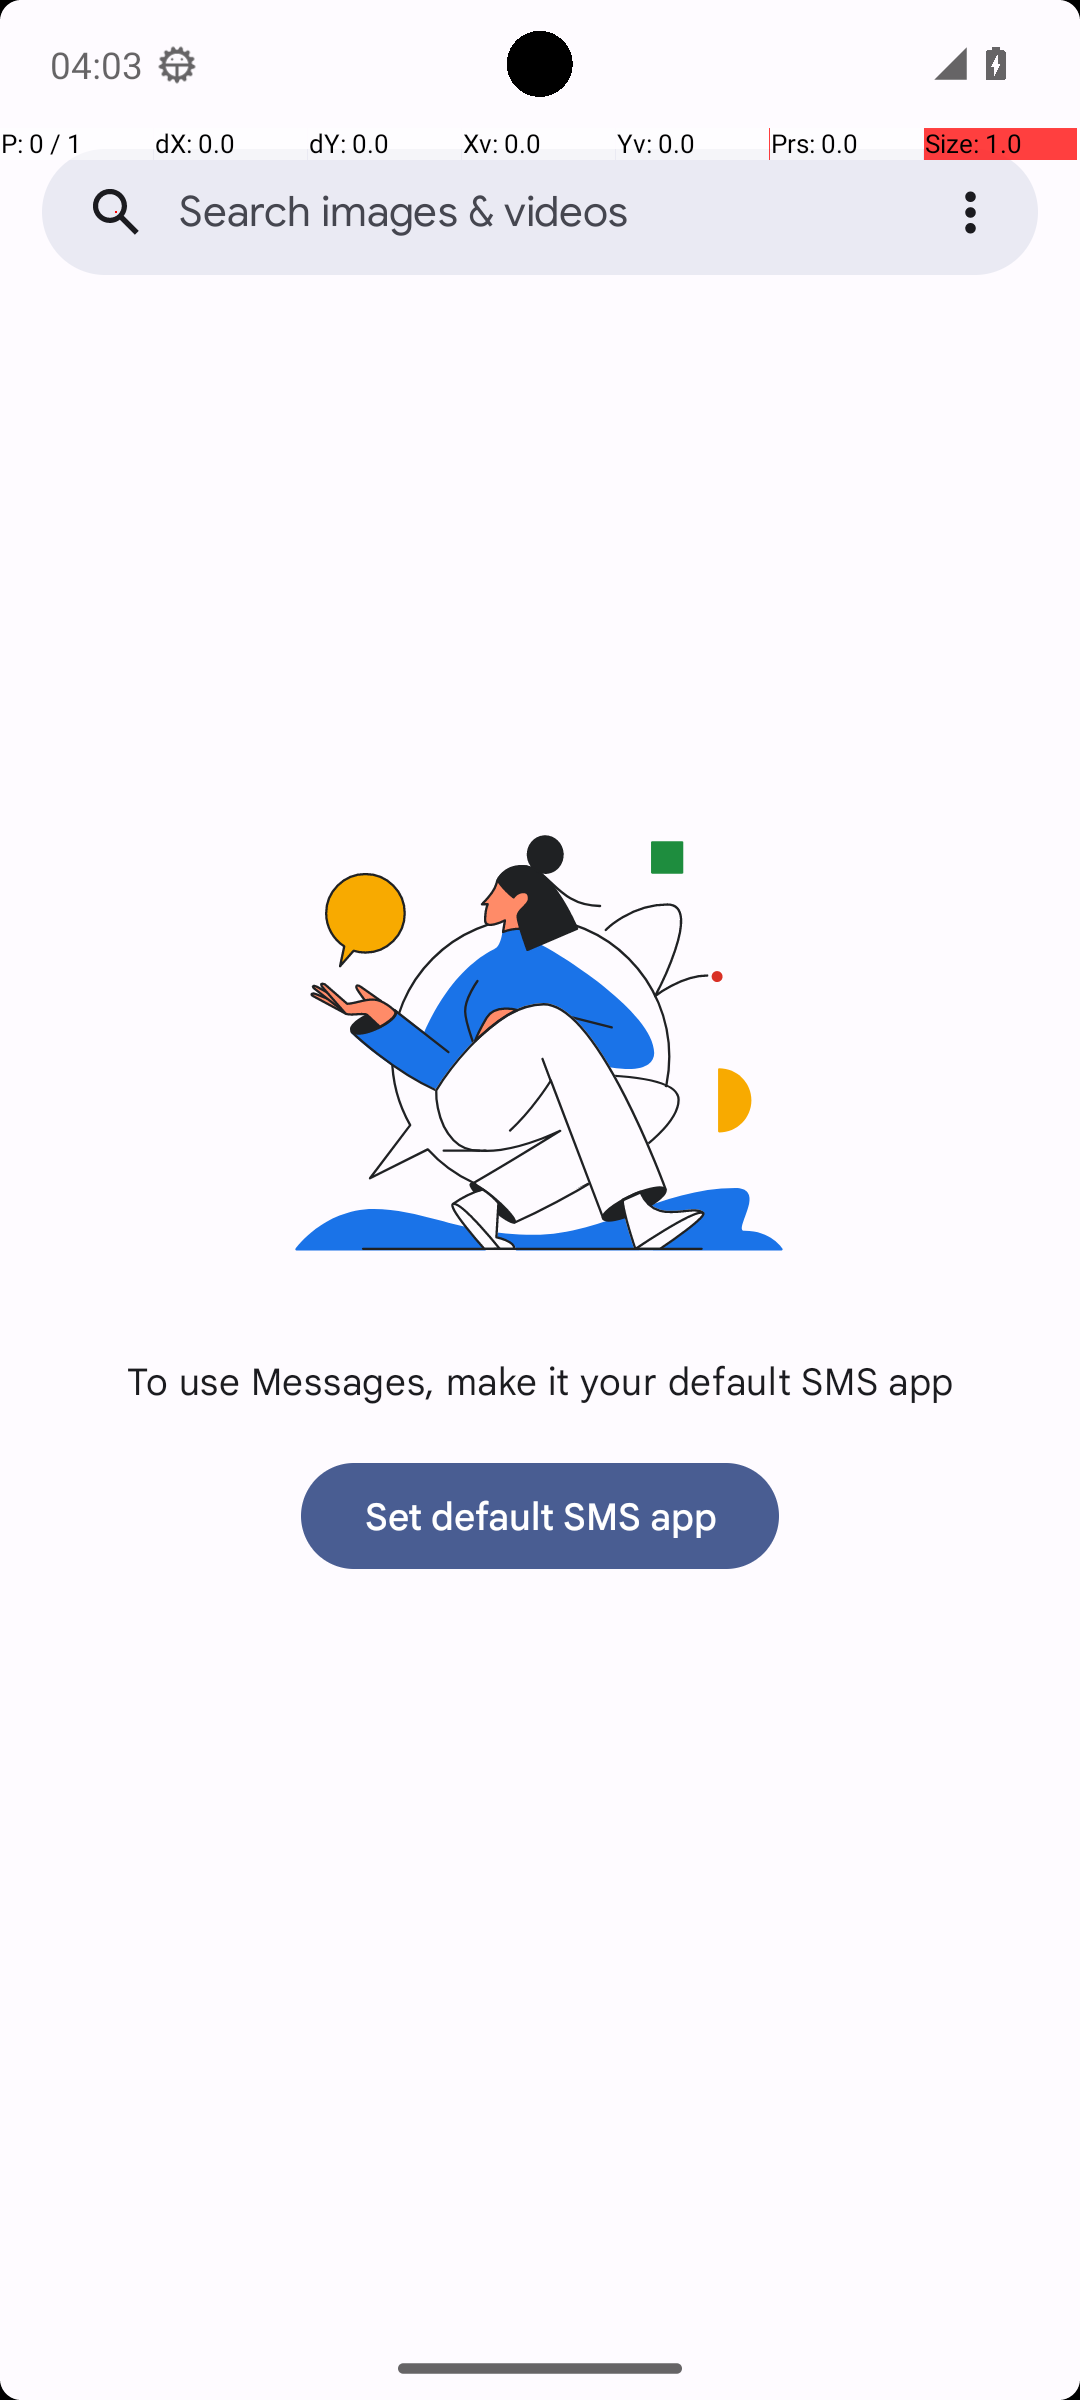 04:03
P: 0 / 1 dX: 0.0 dY: 0.0 Xv: 0.0 Yv: 0.0 Prs: 0.0 Size: 1.0
Search images & videos
To use Messages, make it your default SMS app
Set default SMS app